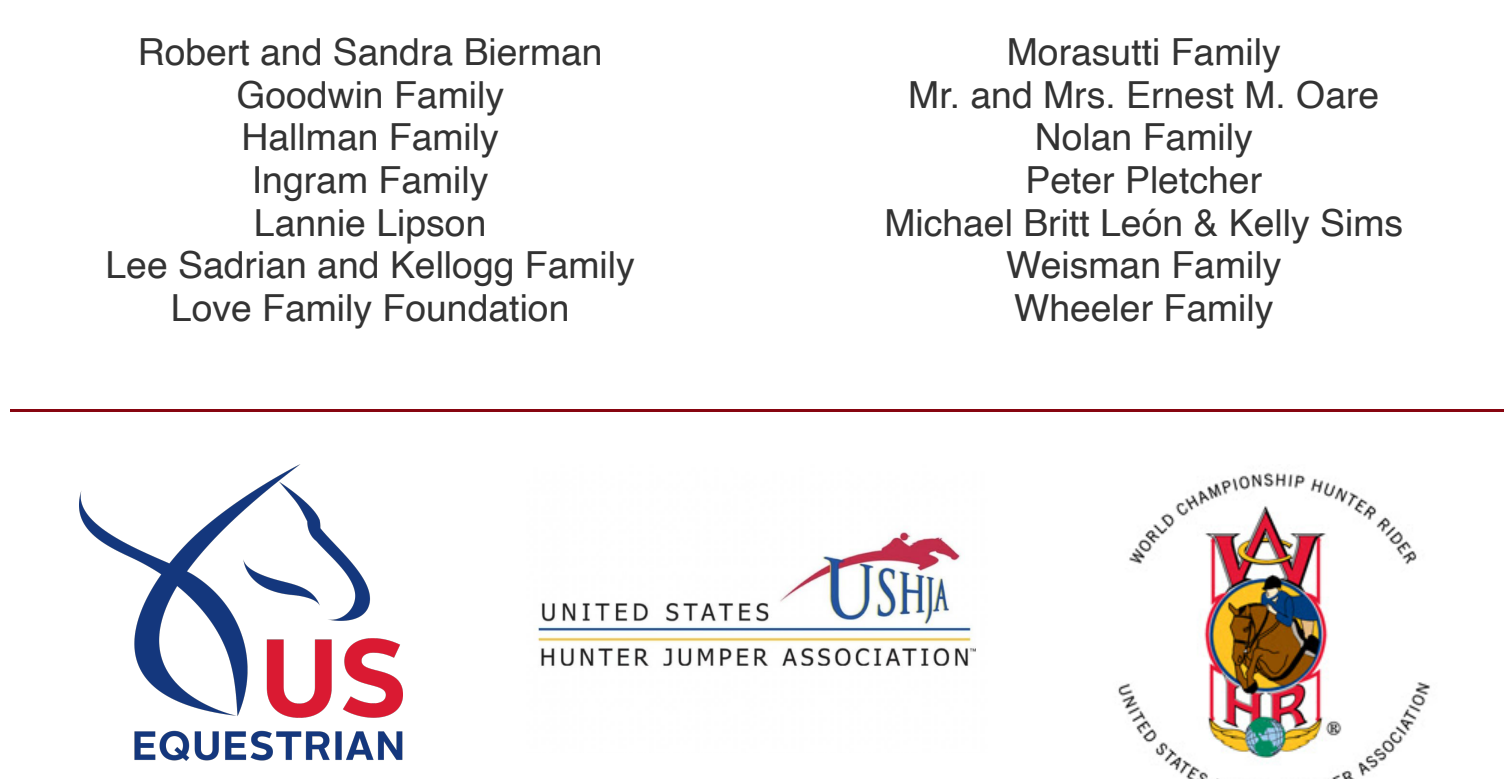 Robert and Sandra Bierman
Goodwin Family
Hallman Family
Ingram Family
Lannie Lipson
Lee Sadrian and Kellogg Family
Love Family Foundation
Morasutti Family
Mr. and Mrs. Ernest M. Oare
Nolan Family
Peter Pletcher
Michael Britt León & Kelly Sims
Weisman Family
Wheeler Family
US
EQUESTRIAN
USHJA
UNITED STATES
HUNTER JUMPER ASSOCIATION™
WORLD CHAMPIONSHIP HUNTER RIDER
WC
HR
®
UNITED STATES
ASSOCIATION